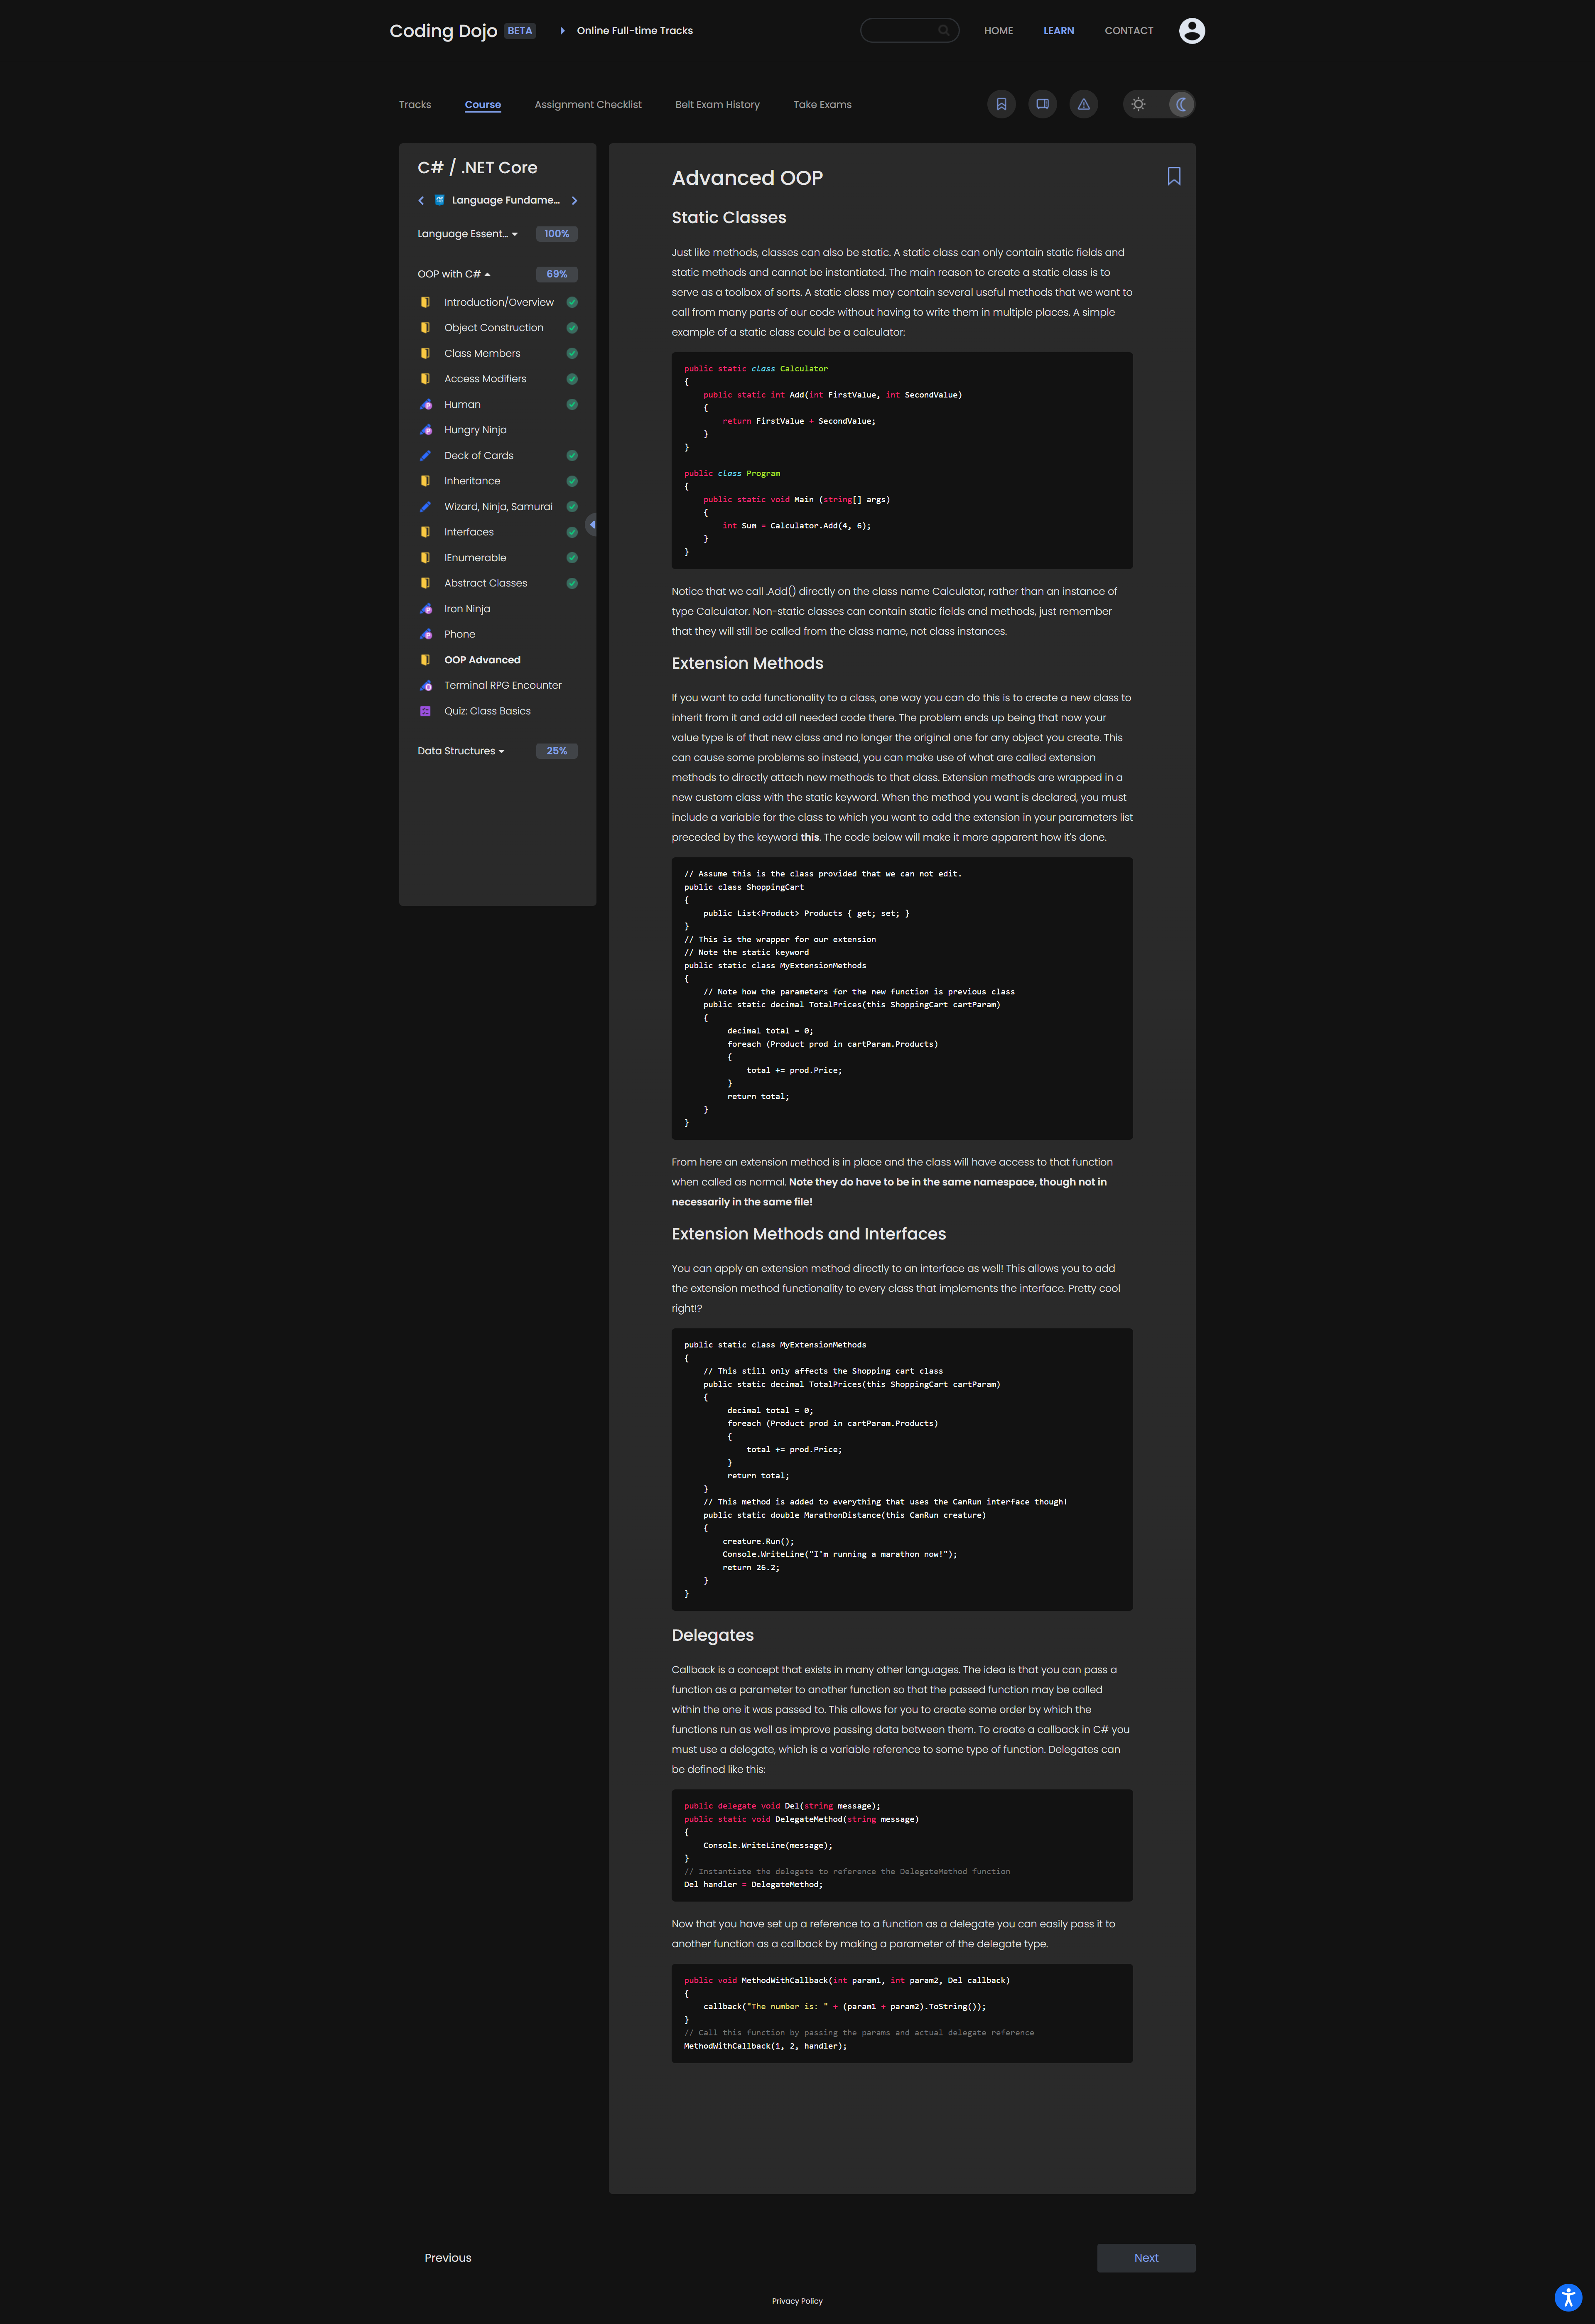 Coding Dojo BETA Online Full-time Tracks HOME LEARN CONTACT
Tracks Course Assignment Checklist Belt Exam History Take Exams
C# / .NET Core
Language Fundame...
Language Essent... 100%
OOP with C# 69%
Introduction/Overview
Object Construction
Class Members
Access Modifiers
Human
Hungry Ninja
Deck of Cards
Inheritance
Wizard, Ninja, Samurai
Interfaces
IEnumerable
Abstract Classes
Iron Ninja
Phone
OOP Advanced
Terminal RPG Encounter
Quiz: Class Basics
Data Structures 25%
Advanced OOP
Static Classes
Just like methods, classes can also be static. A static class can only contain static fields and
static methods and cannot be instantiated. The main reason to create a static class is to
serve as a toolbox of sorts. A static class may contain several useful methods that we want to
call from many parts of our code without having to write them in multiple places. A simple
example of a static class could be a calculator:
public static class Calculator
{
    public static int Add(int FirstValue, int SecondValue)
    {
        return FirstValue + SecondValue;
    }
}
public class Program
{
    public static void Main (string[] args)
    {
        int Sum = Calculator.Add(4, 6);
    }
}
Notice that we call .Add() directly on the class name Calculator, rather than an instance of
type Calculator. Non-static classes can contain static fields and methods, just remember
that they will still be called from the class name, not class instances.
Extension Methods
If you want to add functionality to a class, one way you can do this is to create a new class to
inherit from it and add all needed code there. The problem ends up being that now your
value type is of that new class and no longer the original one for any object you create. This
can cause some problems so instead, you can make use of what are called extension
methods to directly attach new methods to that class. Extension methods are wrapped in a
new custom class with the static keyword. When the method you want is declared, you must
include a variable for the class to which you want to add the extension in your parameters list
preceded by the keyword this. The code below will make it more apparent how it's done.
// Assume this is the class provided that we can not edit.
public class ShoppingCart
{
    public List<Product> Products { get; set; }
}
// This is the wrapper for our extension
// Note the static keyword
public static class MyExtensionMethods
{
    // Note how the parameters for the new function is previous class
    public static decimal TotalPrices(this ShoppingCart cartParam)
    {
         decimal total = 0;
         foreach (Product prod in cartParam.Products)
         {
             total += prod.Price;
         }
         return total;
    }
}
From here an extension method is in place and the class will have access to that function
when called as normal. Note they do have to be in the same namespace, though not in
necessarily in the same file!
Extension Methods and Interfaces
You can apply an extension method directly to an interface as well! This allows you to add
the extension method functionality to every class that implements the interface. Pretty cool
right!?
public static class MyExtensionMethods
{
    // This still only affects the Shopping cart class
    public static decimal TotalPrices(this ShoppingCart cartParam)
    {
         decimal total = 0;
         foreach (Product prod in cartParam.Products)
         {
             total += prod.Price;
         }
         return total;
    }
    // This method is added to everything that uses the CanRun interface though!
    public static double MarathonDistance(this CanRun creature)
    {
        creature.Run();
        Console.WriteLine("I'm running a marathon now!");
        return 26.2;
    }
}
Delegates
Callback is a concept that exists in many other languages. The idea is that you can pass a
function as a parameter to another function so that the passed function may be called
within the one it was passed to. This allows for you to create some order by which the
functions run as well as improve passing data between them. To create a callback in C# you
must use a delegate, which is a variable reference to some type of function. Delegates can
be defined like this:
public delegate void Del(string message);
public static void DelegateMethod(string message)
{
    Console.WriteLine(message);
}
// Instantiate the delegate to reference the DelegateMethod function
Del handler = DelegateMethod;
Now that you have set up a reference to a function as a delegate you can easily pass it to
another function as a callback by making a parameter of the delegate type.
public void MethodWithCallback(int param1, int param2, Del callback)
{
    callback("The number is: " + (param1 + param2).ToString());
}
// Call this function by passing the params and actual delegate reference
MethodWithCallback(1, 2, handler);
Previous Next
Privacy Policy